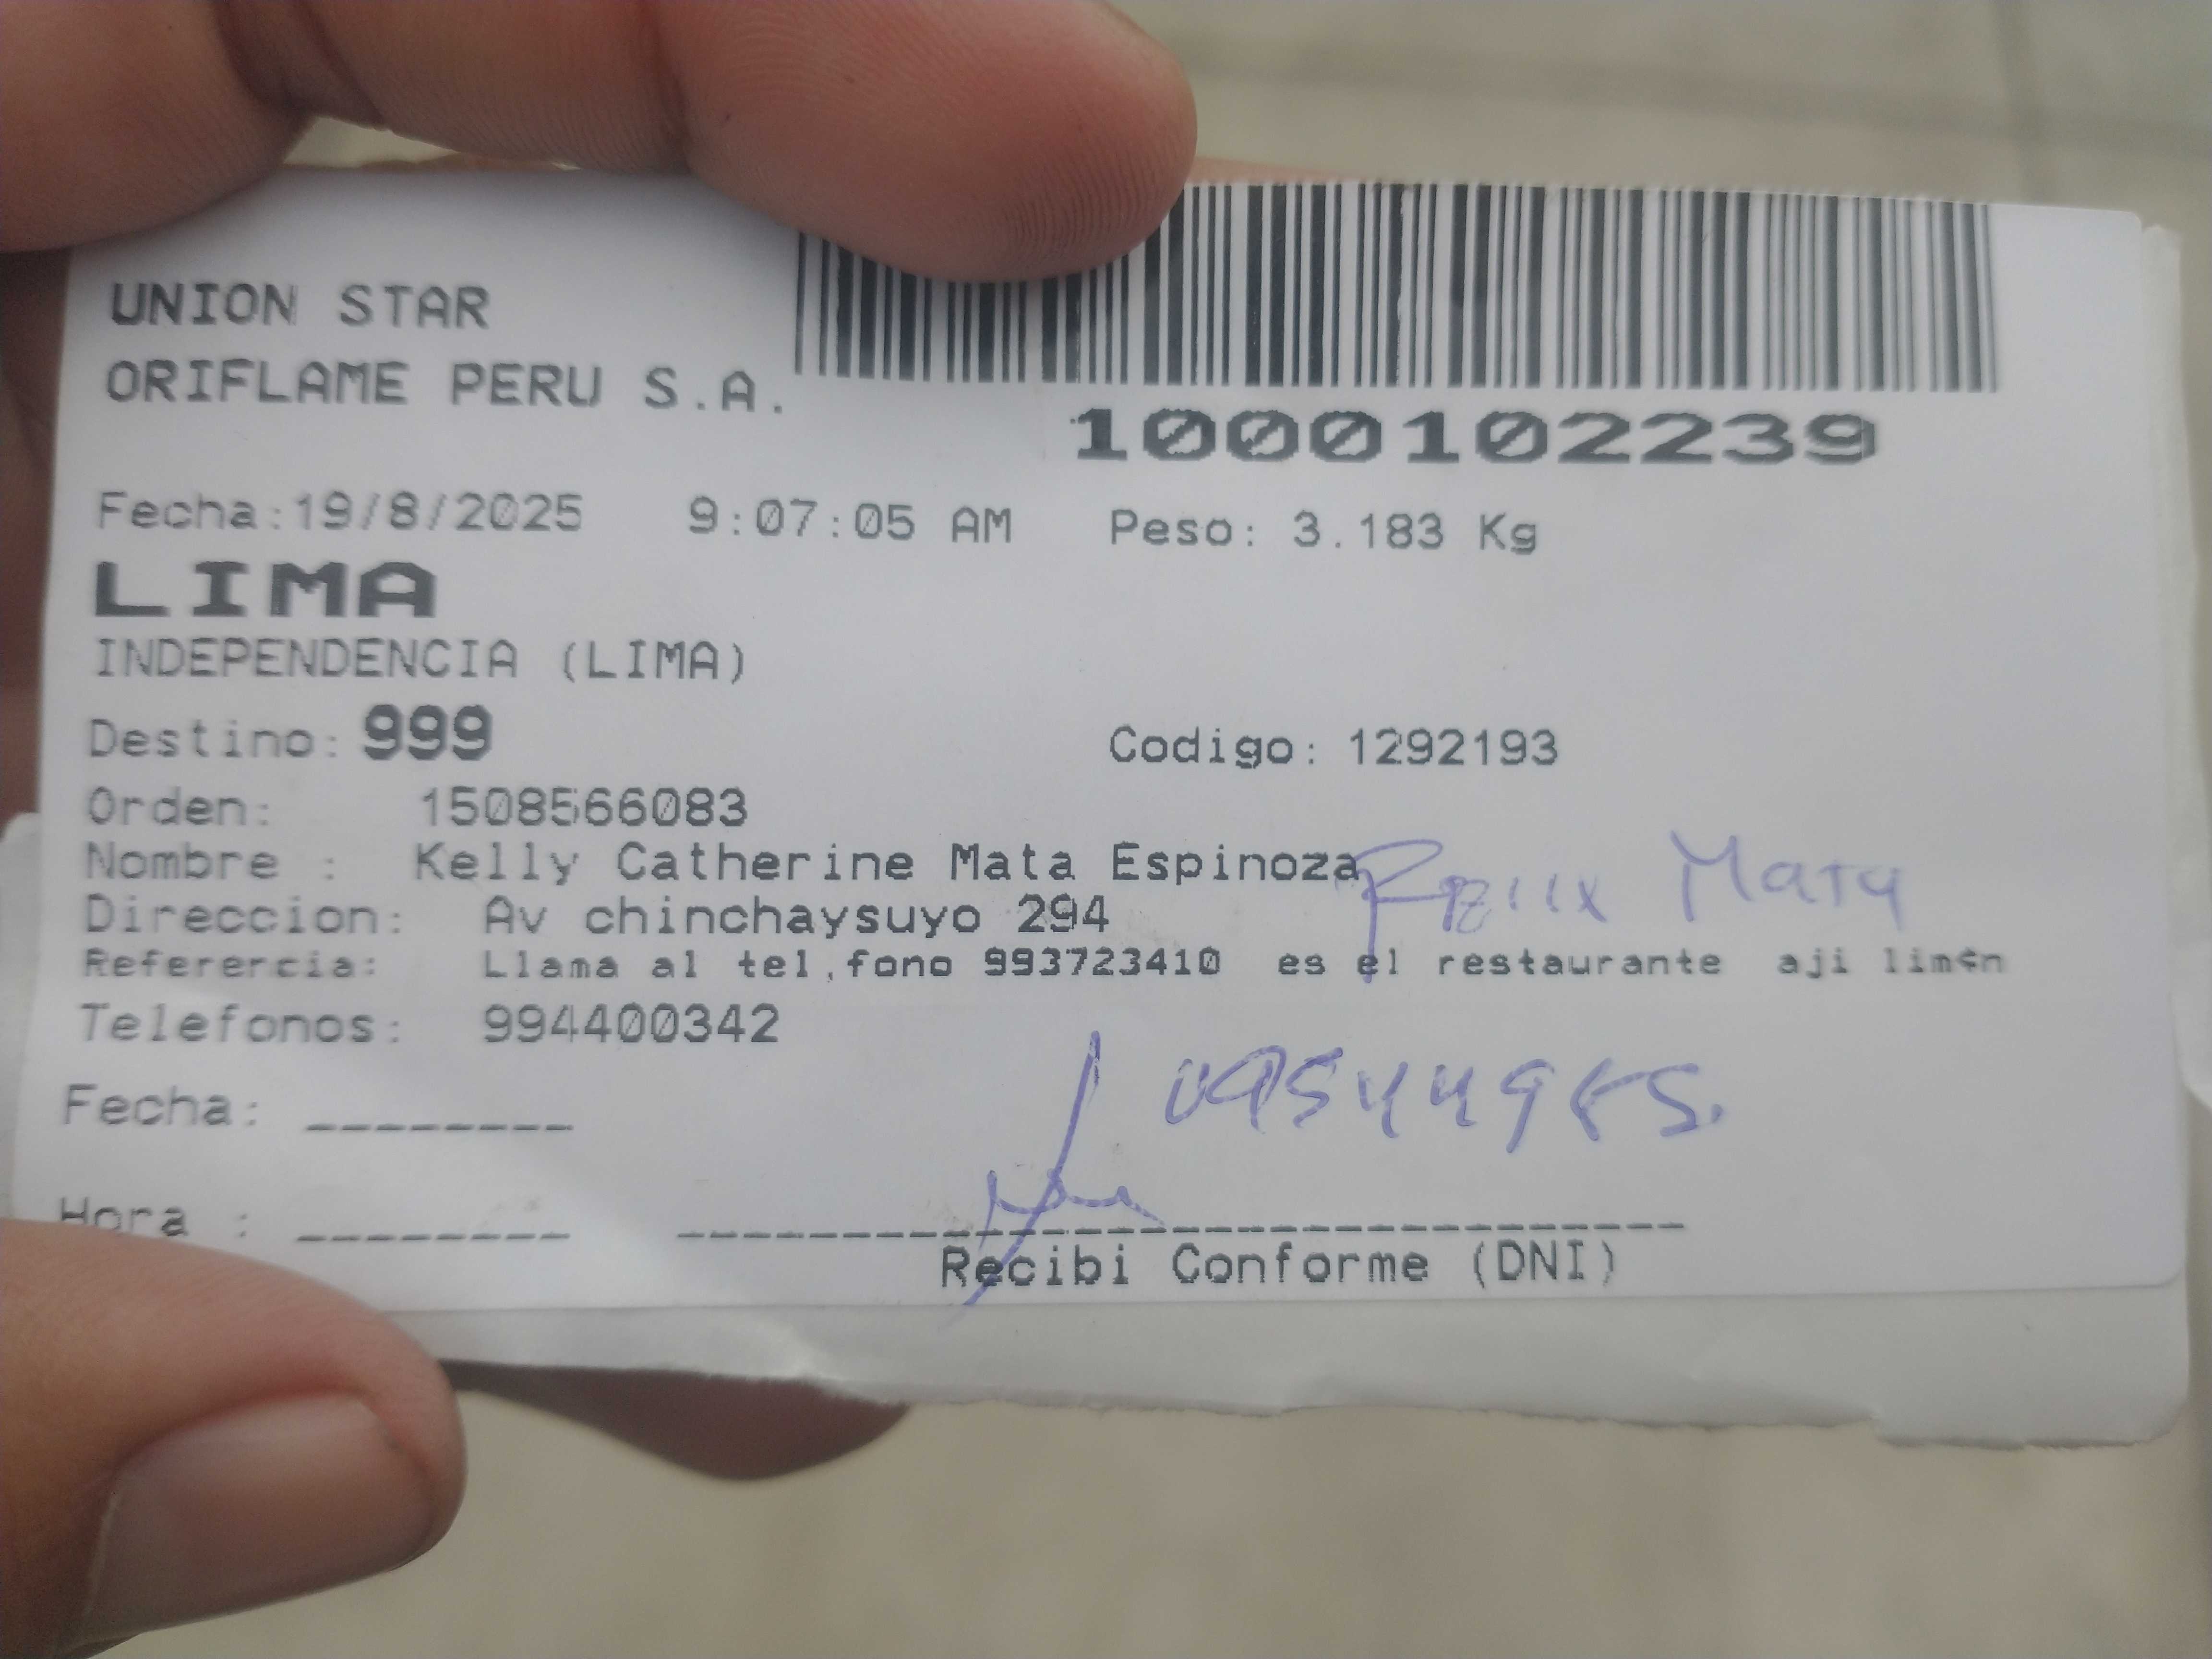 UNION STAR
ORIFLAME PERU S.A.
1000102239
Fecha:19/8/2025 9:07:05 AM Peso: 3.183 Kg
LIMA
INDEPENDENCIA (LIMA)
Destino: 999 Codigo: 1292193
Orden: 1508566083
Nombre : Kelly Catherine Mata Espinoza
Mata
Direccion: Av chinchaysuyo 294
Referercia: Llama al tel,fono 993723410 es el restaurante aji lim¢n
Telefonos: 994400342
Fecha: ________
Hora : ________
Recibi Conforme (DNI)